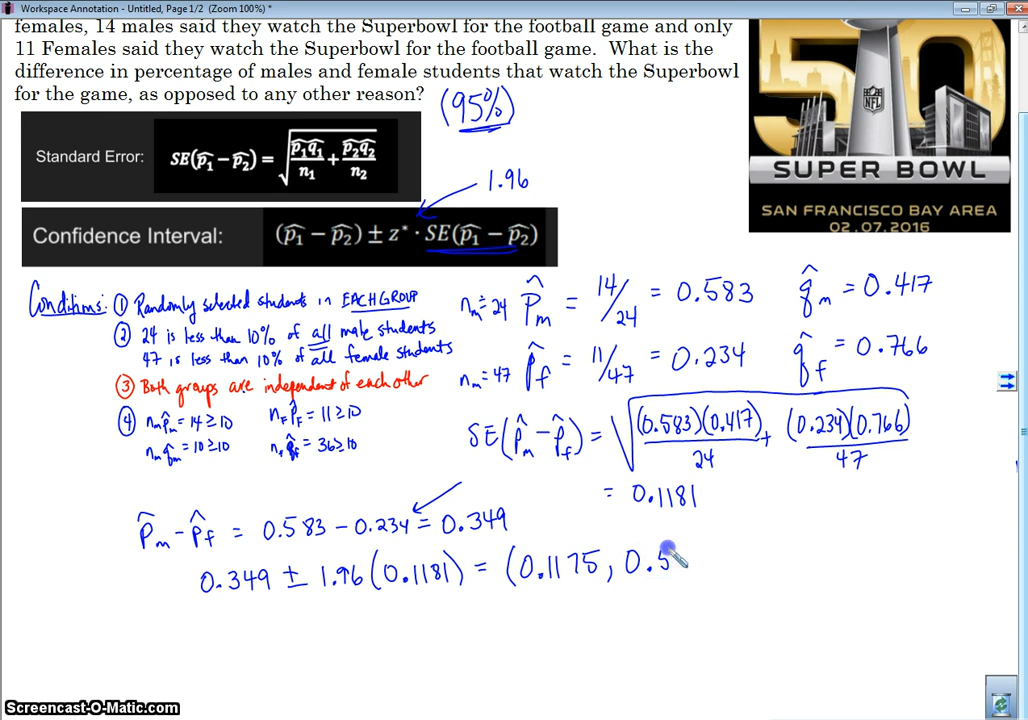 Workspace Annotation - Untitled, Page 1/2 (Zoom 100%) *
females, 14 males said they watch the Superbowl for the football game and only
11 Females said they watch the Superbowl for the football game. What is the
difference in percentage of males and female students that watch the Superbowl
for the game, as opposed to any other reason?
(95%)
Standard Error: SE(p̂₁ − p̂₂) = √(p̂₁q̂₁/n₁ + p̂₂q̂₂/n₂)
1.96
Confidence Interval: (p̂₁ − p̂₂) ± z* · SE(p̂₁ − p̂₂)
50
NFL
SUPER BOWL
SAN FRANCISCO BAY AREA
02.07.2016
Conditions: ① Randomly selected students in EACH GROUP
② 24 is less than 10% of all male students
47 is less than 10% of all female students
③ Both groups are independent of each other
④ nₘp̂ₘ = 14 ≥ 10 n_F p̂_F = 11 ≥ 10
nₘq̂ₘ = 10 ≥ 10 n_F q̂_F = 36 ≥ 10
nₘ = 24 p̂ₘ = 14/24 = 0.583 q̂ₘ = 0.417
nₘ = 47 p̂_f = 11/47 = 0.234 q̂_f = 0.766
SE(p̂ₘ − p̂_f) = √((0.583)(0.417)/24 + (0.234)(0.766)/47)
= 0.1181
p̂ₘ − p̂_f = 0.583 − 0.234 = 0.349
0.349 ± 1.96(0.1181) = (0.1175, 0.5
Screencast-O-Matic.com